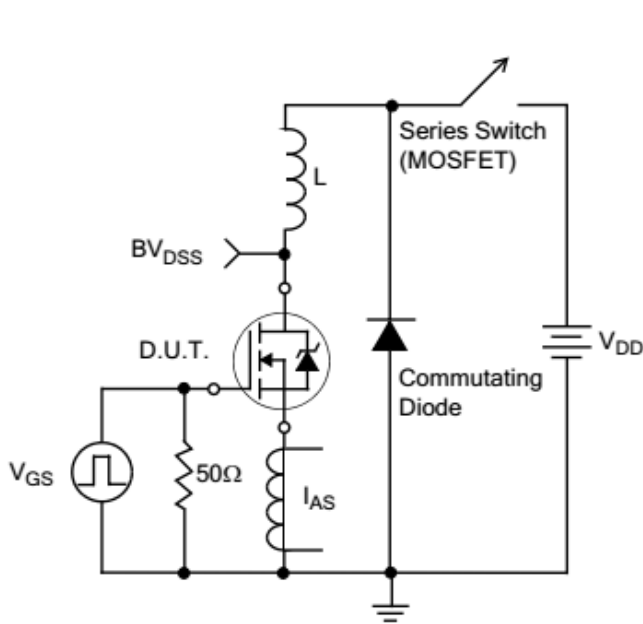 Series Switch
(MOSFET)
L
BVDSS
D.U.T.
VDD
Commutating
Diode
VGS
50Ω
IAS